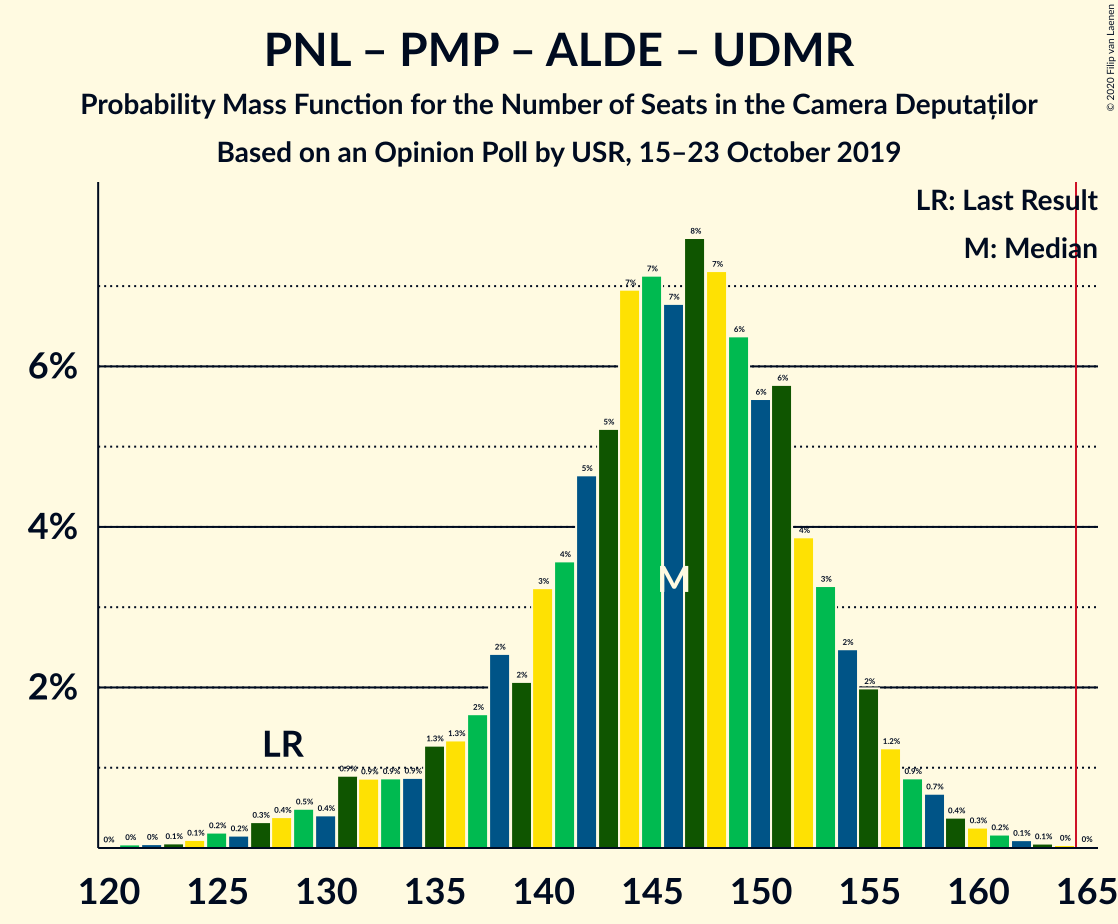 PNL – PMP – ALDE – UDMR
Probability Mass Function for the Number of Seats in the Camera Deputaților
Based on an Opinion Poll by USR, 15–23 October 2019
© 2020 Filip van Laenen
LR: Last Result
M: Median
6%
4%
2%
LR
M
0% 0% 0% 0.1% 0.1% 0.2% 0.2% 0.3% 0.4% 0.5% 0.4% 0.9% 0.9% 0.9% 0.9% 1.3% 1.3% 2% 2% 2% 3% 4% 5% 5% 7% 7% 7% 8% 7% 6% 6% 6% 4% 3% 2% 2% 1.2% 0.9% 0.7% 0.4% 0.3% 0.2% 0.1% 0.1% 0% 0%
120 125 130 135 140 145 150 155 160 165